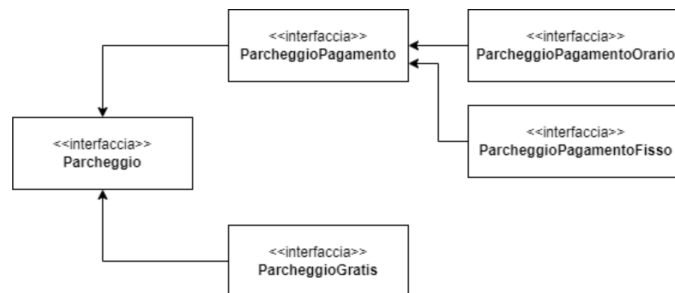 <<interfaccia>>
ParcheggioPagamento
<<interfaccia>>
ParcheggioPagamentoOrario
<<interfaccia>>
ParcheggioPagamentoFisso
<<interfaccia>>
Parcheggio
<<interfaccia>>
ParcheggioGratis